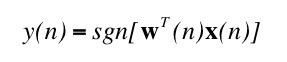 y(n) = sgn[ w^T(n)x(n)]